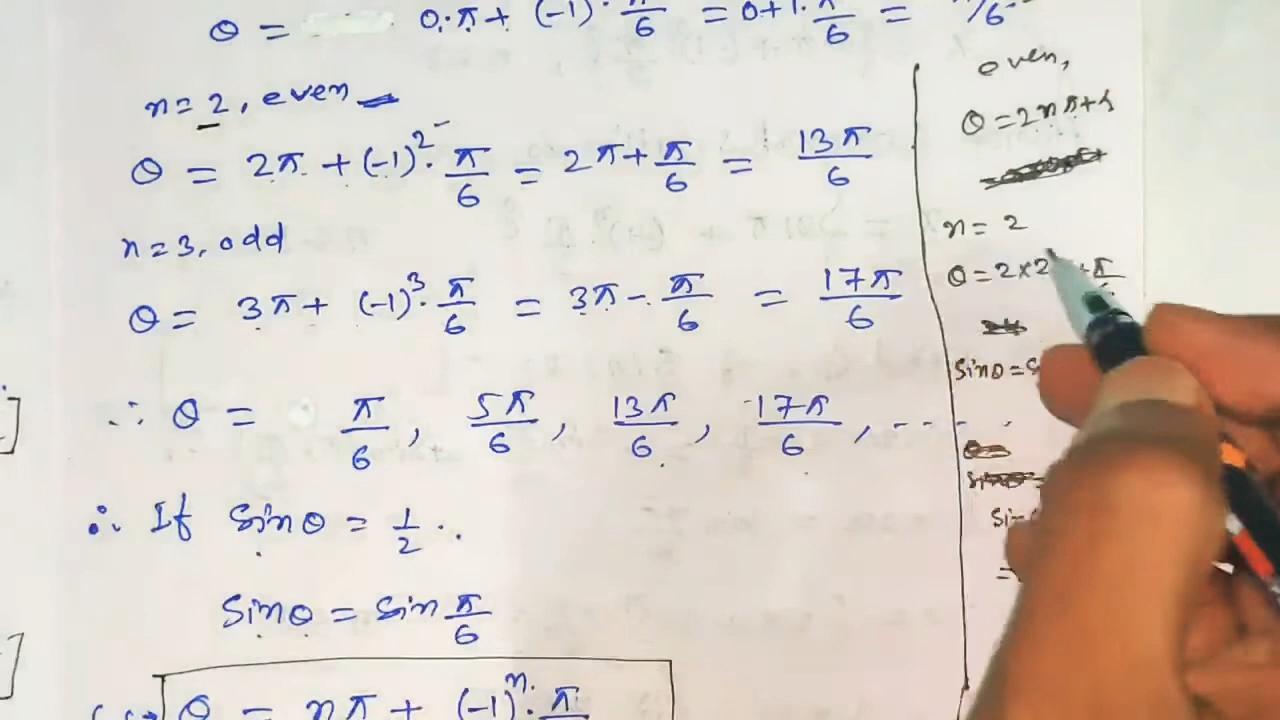 θ = 0·π + (-1)·π/6 = 0+1·π/6 = π/6
n = 2, even
θ = 2π + (-1)²·π/6 = 2π + π/6 = 13π/6
n = 3, odd
θ = 3π + (-1)³·π/6 = 3π - π/6 = 17π/6
∴ θ = π/6, 5π/6, 13π/6, 17π/6, ----
∴ If Sinθ = 1/2.
Sinθ = Sin π/6
θ = nπ + (-1)ⁿ·π
even,
θ = 2nπ+
n = 2
θ = 2×2 + π
Sinθ = S